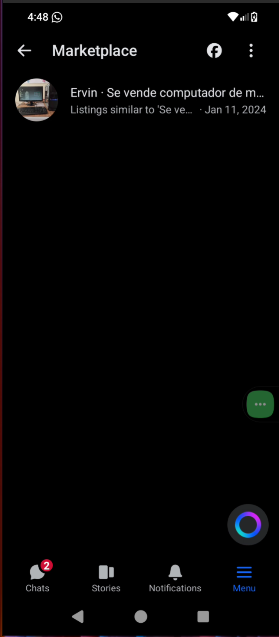 4:48
Marketplace
Ervin · Se vende computador de m...
Listings similar to 'Se ve... · Jan 11, 2024
2
Chats
Stories
Notifications
Menu